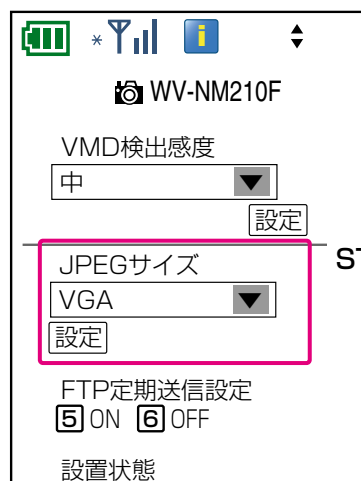 WV-NM210F
VMD検出感度
中
設定
JPEGサイズ
VGA
設定
FTP定期送信設定
5 ON 6 OFF
設置状態